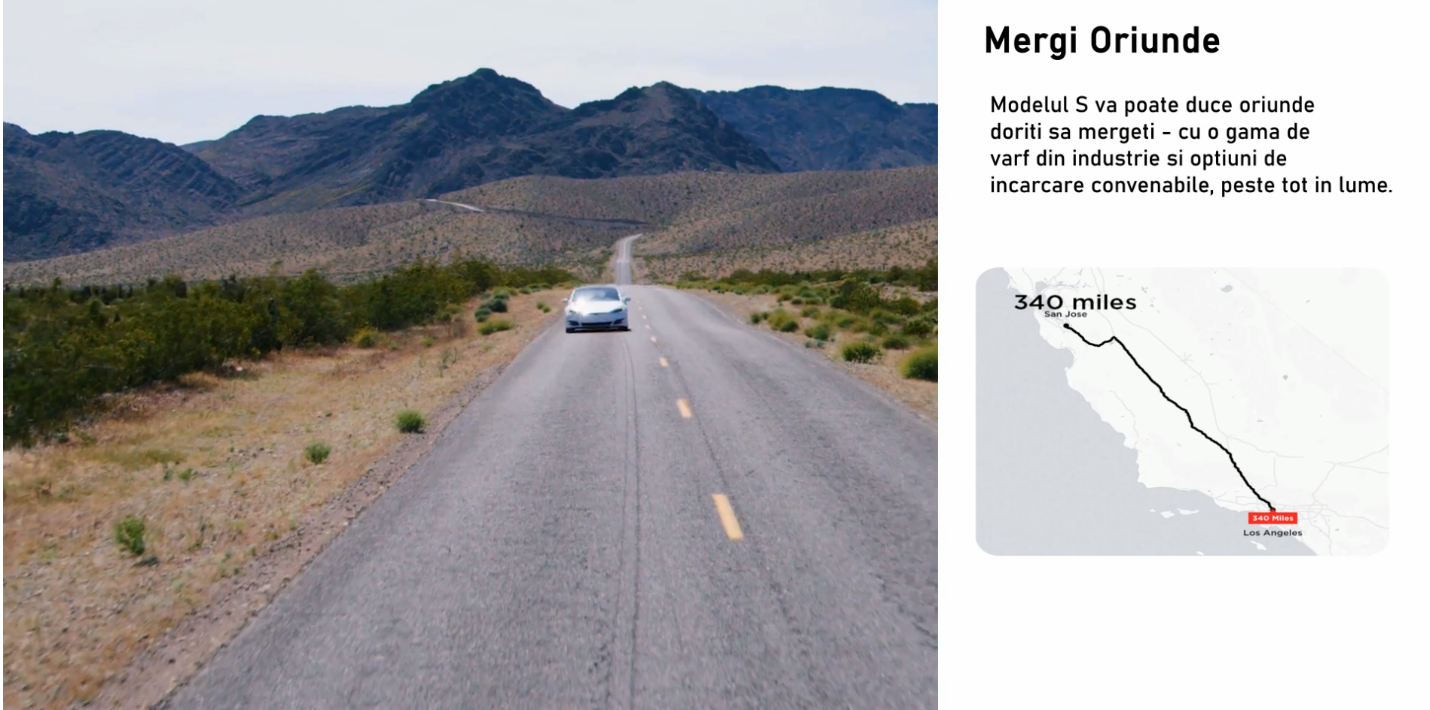 Mergi Oriunde
Modelul S va poate duce oriunde
doriti sa mergeti - cu o gama de
varf din industrie si optiuni de
incarcare convenabile, peste tot in lume.
340 miles
San Jose
340 Miles
Los Angeles